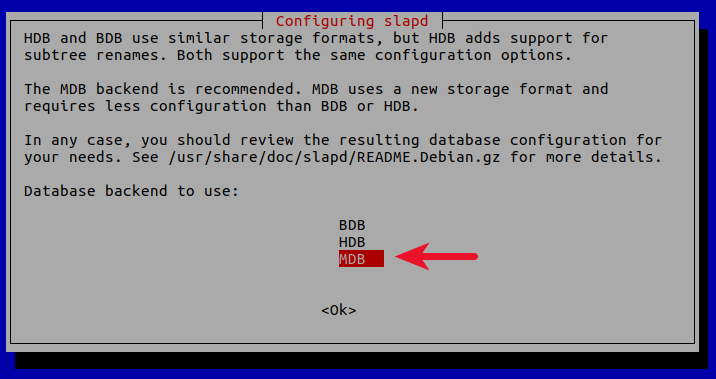 Configuring slapd
HDB and BDB use similar storage formats, but HDB adds support for
subtree renames. Both support the same configuration options.
The MDB backend is recommended. MDB uses a new storage format and
requires less configuration than BDB or HDB.
In any case, you should review the resulting database configuration for
your needs. See /usr/share/doc/slapd/README.Debian.gz for more details.
Database backend to use:
BDB
HDB
MDB
<Ok>